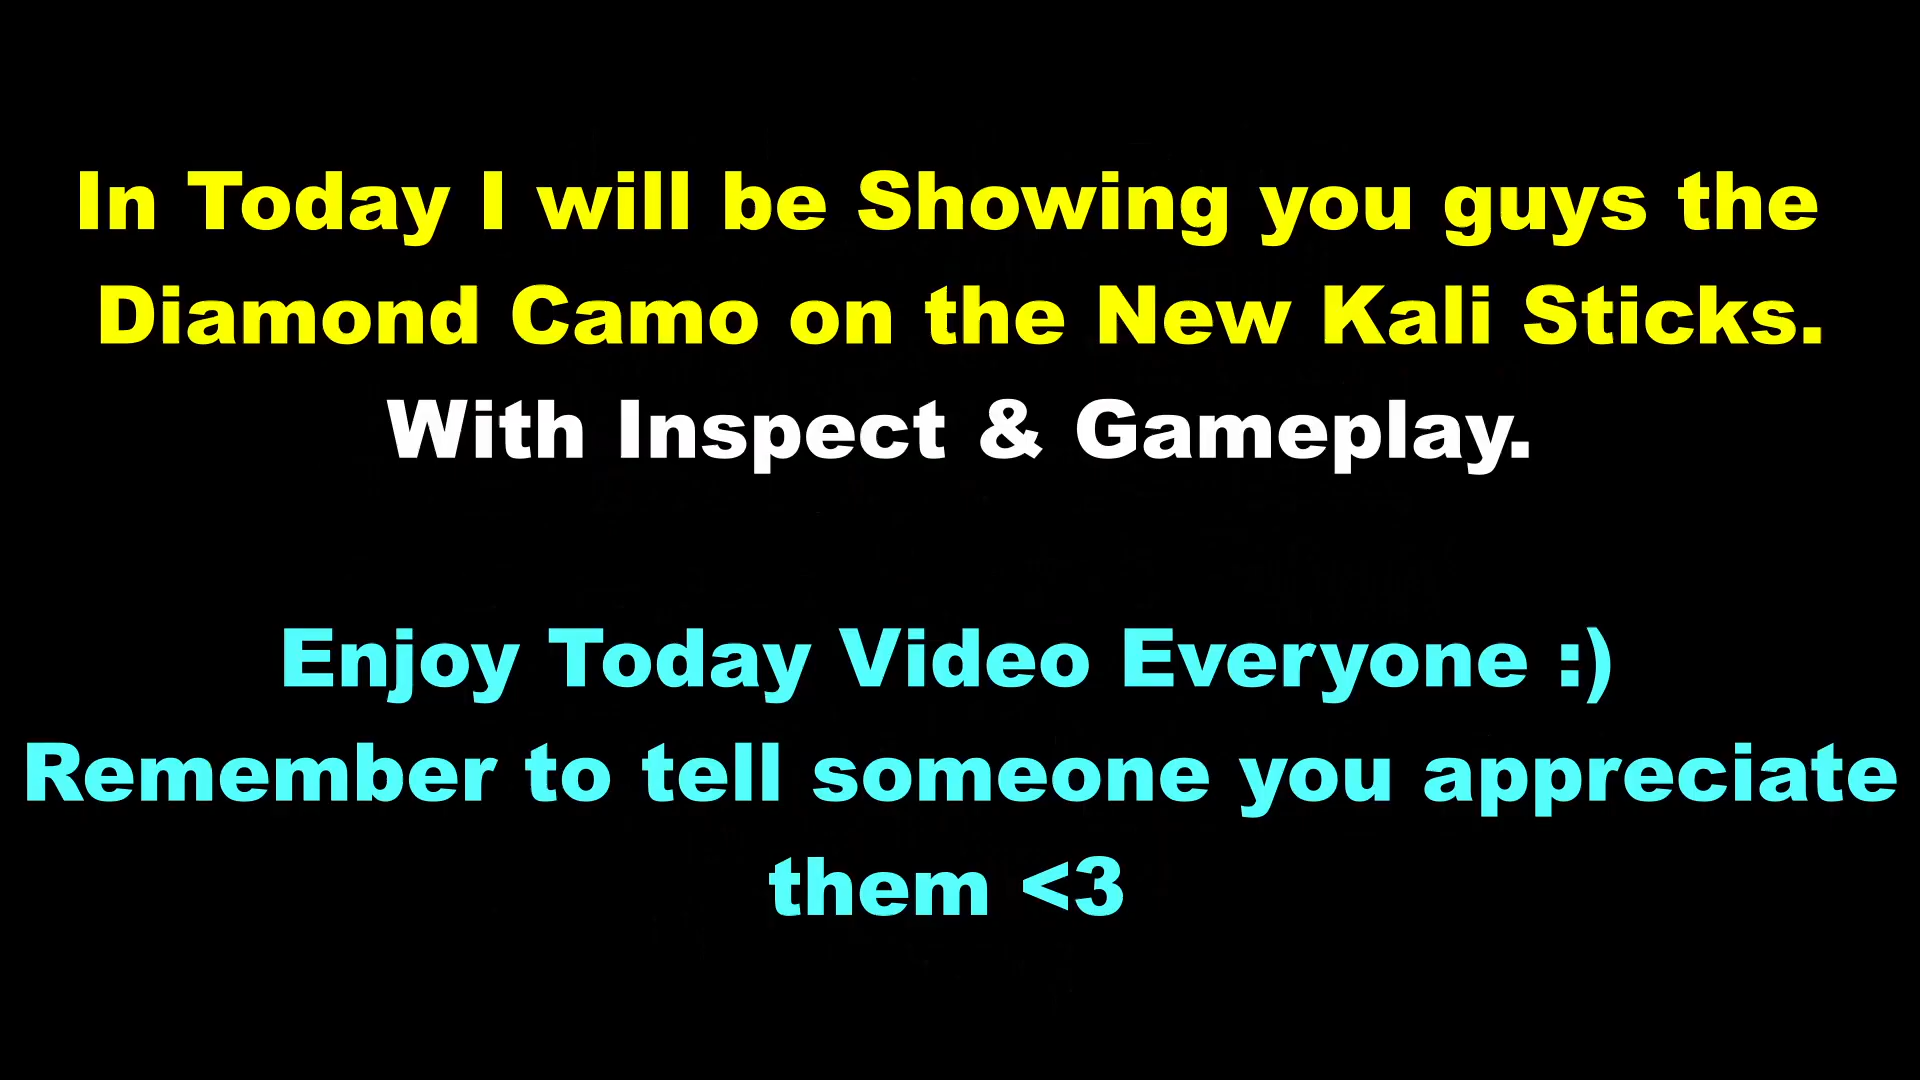 In Today I will be Showing you guys the
Diamond Camo on the New Kali Sticks.
With Inspect & Gameplay.
Enjoy Today Video Everyone :)
Remember to tell someone you appreciate
them <3